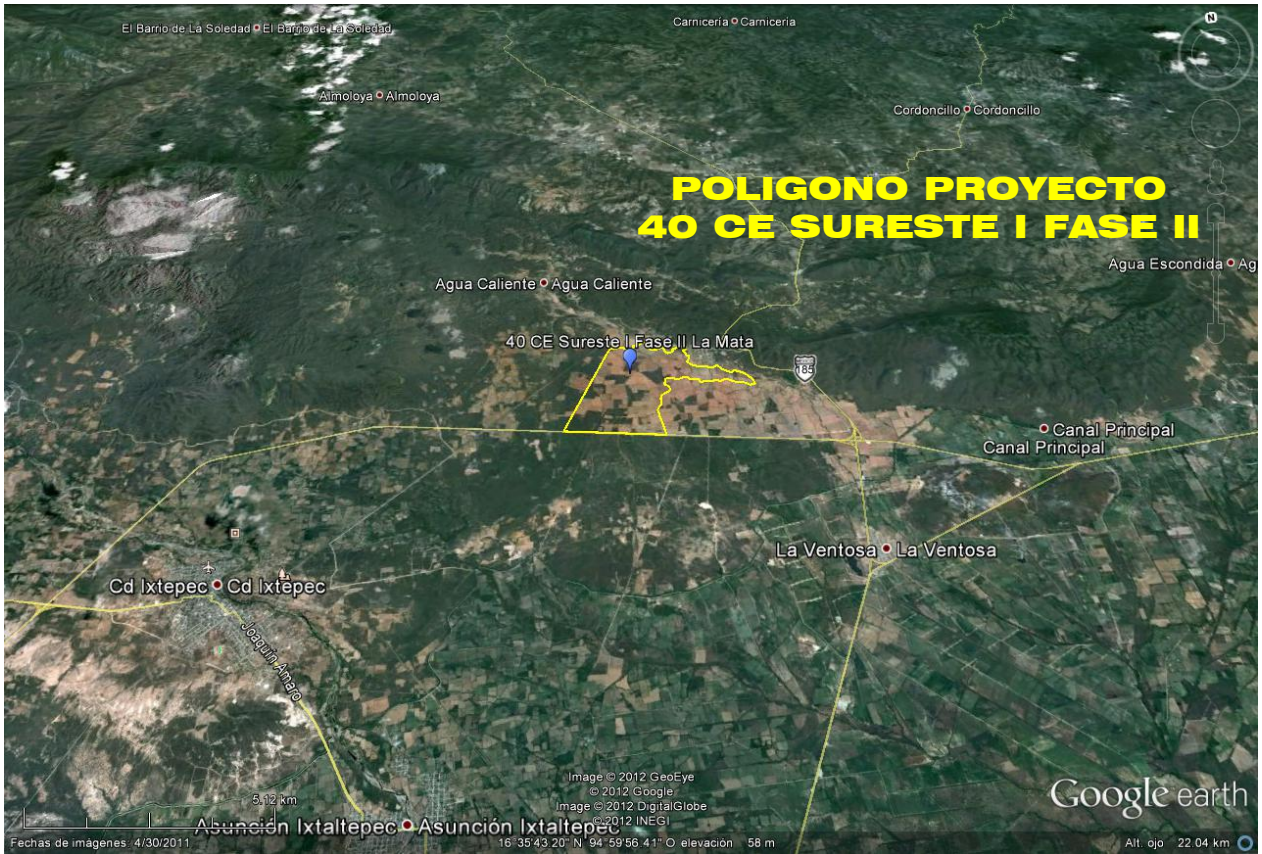 El Barrio de La Soledad El Barrio de La Soledad
Carnicería Carniceria
N
Almoloya Almoloya
Cordoncillo Cordoncillo
POLIGONO PROYECTO
40 CE SURESTE I FASE II
Agua Escondida Ag
Agua Caliente Agua Caliente
40 CE Sureste I Fase II La Mata
185
Canal Principal
Canal Principal
La Ventosa La Ventosa
Cd Ixtepec Cd Ixtepec
Joaquín Amaro
Image © 2012 GeoEye
© 2012 Google
Image © 2012 DigitalGlobe
© 2012 INEGI
Google earth
5.12 km
Asunción Ixtaltepec Asunción Ixtaltepec
Fechas de imágenes: 4/30/2011
16°35'43.20" N 94°59'56.41" O elevación 58 m
Alt. ojo 22.04 km